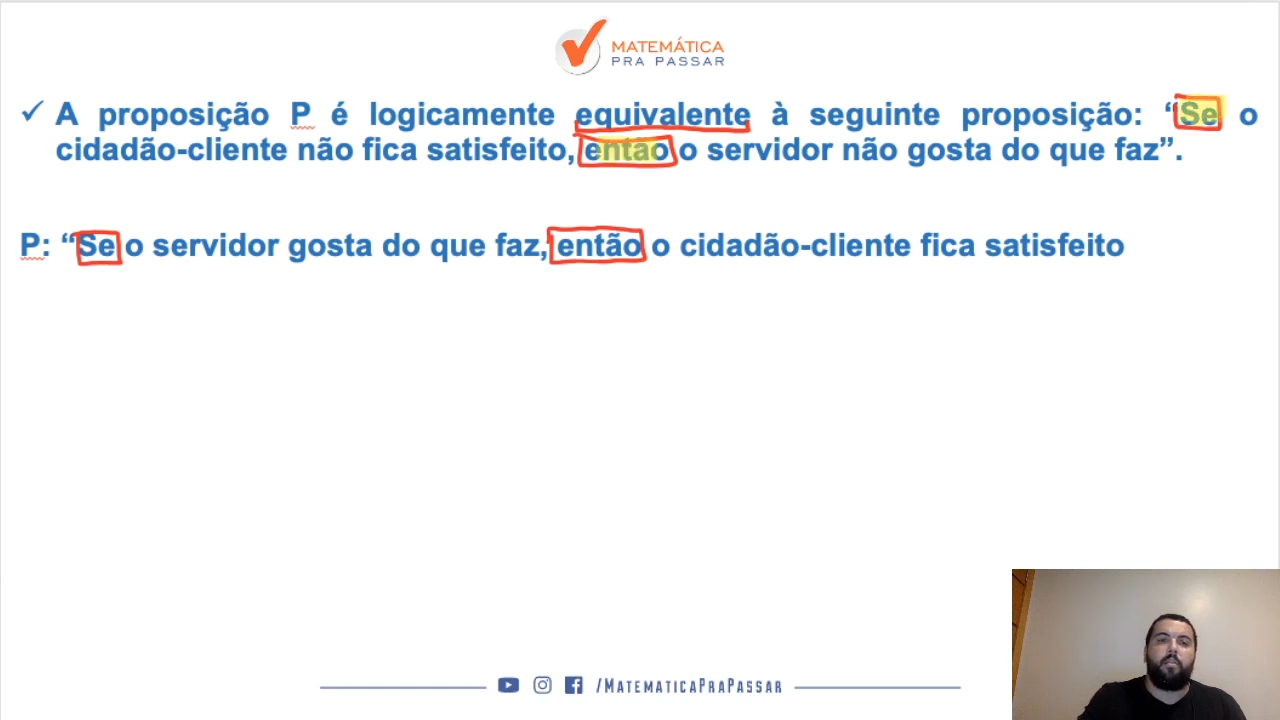 MATEMÁTICA
PRA PASSAR
✓ A proposição P é logicamente equivalente à seguinte proposição: “Se o
cidadão-cliente não fica satisfeito, então o servidor não gosta do que faz”.
P: “Se o servidor gosta do que faz, então o cidadão-cliente fica satisfeito
/MATEMATICAPRAPASSAR